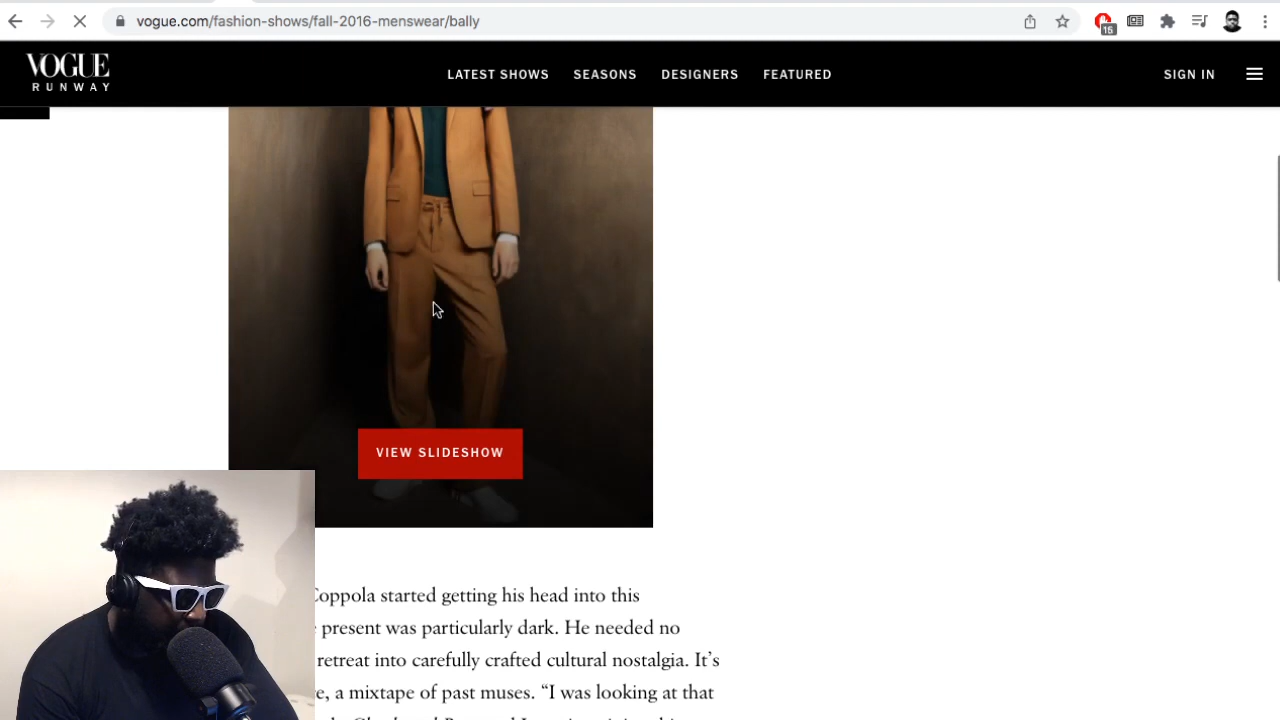 vogue.com/fashion-shows/fall-2016-menswear/bally
15
VOGUE
RUNWAY
LATEST SHOWS SEASONS DESIGNERS FEATURED
SIGN IN
VIEW SLIDESHOW
Coppola started getting his head into this
present was particularly dark. He needed no
retreat into carefully crafted cultural nostalgia. It’s
e, a mixtape of past muses. “I was looking at that